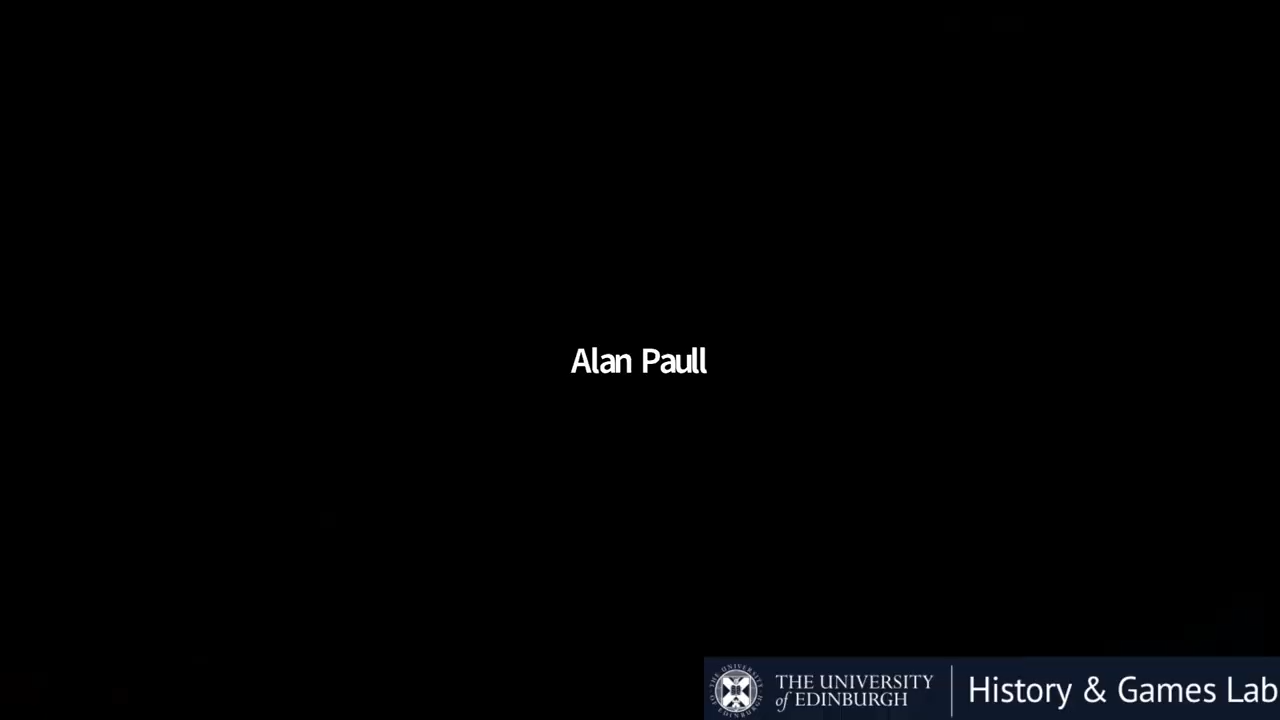 Alan Paull
THE UNIVERSITY
of EDINBURGH
History & Games Lab